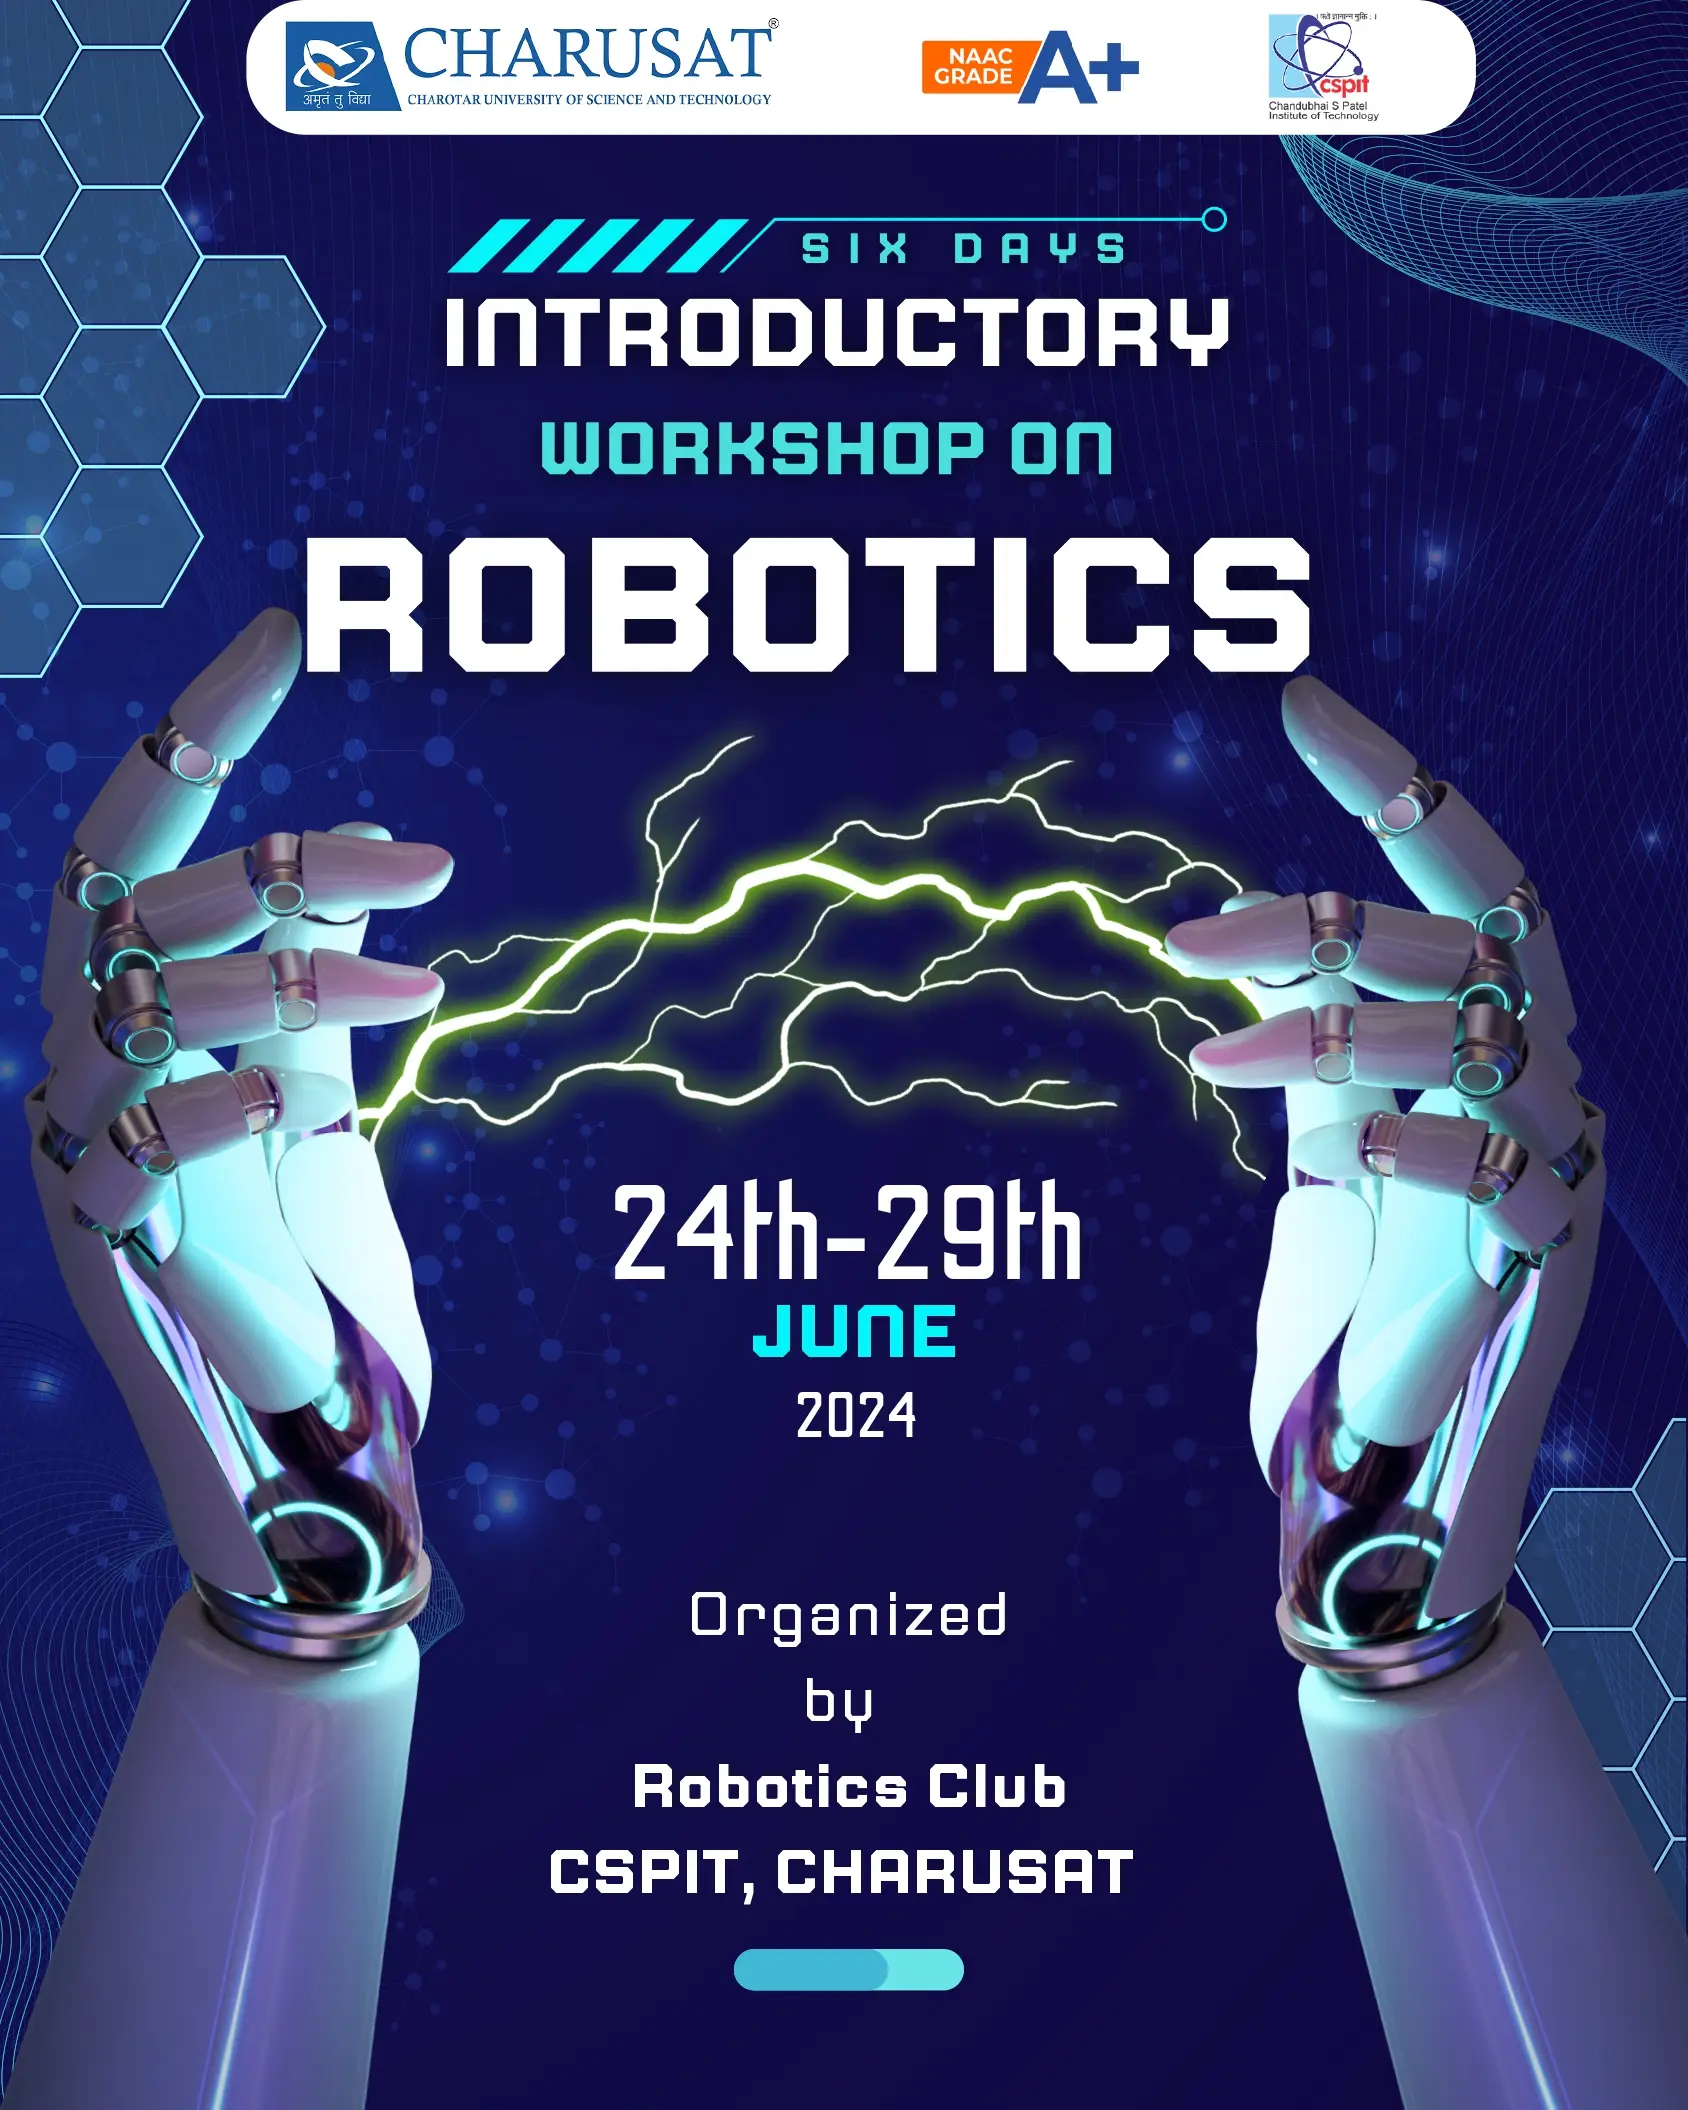 CHARUSAT®
अमृतं तु विद्या
CHAROTAR UNIVERSITY OF SCIENCE AND TECHNOLOGY
NAAC
GRADE
A+
cspit
Chandubhai S Patel
Institute of Technology
SIX DAYS
INTRODUCTORY
WORKSHOP ON
ROBOTICS
24th-29th
JUNE
2024
Organized
by
Robotics Club
CSPIT, CHARUSAT